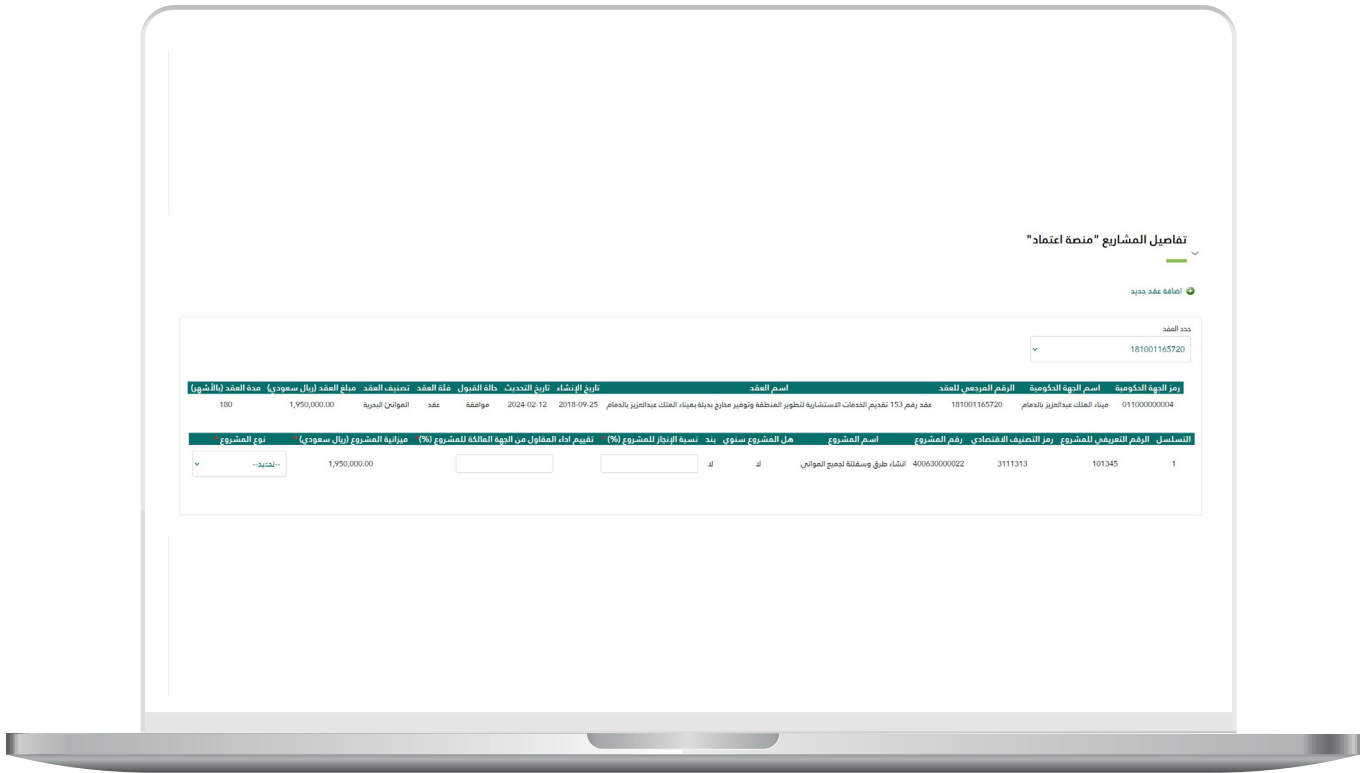 تفاصيل المشاريع "منصة اعتماد"
اضافة عقد جديد
حدد العقد
181001165720
رمز الجهة الحكومية اسم الجهة الحكومية الرقم المرجعي للعقد اسم العقد تاريخ الإنشاء تاريخ التحديث حالة القبول فئة العقد تصنيف العقد مبلغ العقد (ريال سعودي) مدة العقد (بالأشهر)
011000000004 ميناء الملك عبدالعزيز بالدمام 181001165720 عقد رقم 153 تقديم الخدمات الاستشارية لتطوير المنطقة وتوفير مخارج بديلة بميناء الملك عبدالعزيز بالدمام 2018-09-25 2024-02-12 موافقة عقد الموانئ البحرية 1,950,000.00 180
التسلسل الرقم التعريفي للمشروع رمز التصنيف الاقتصادي رقم المشروع اسم المشروع هل المشروع سنوي بند نسبة الإنجاز للمشروع (%) * تقييم اداء المقاول من الجهة المالكة للمشروع (%) * ميزانية المشروع (ريال سعودي) * نوع المشروع *
1 101345 3111313 400630000022 انشاء طرق وسفلتة لجميع الموانى لا لا 1,950,000.00 --تحديد--